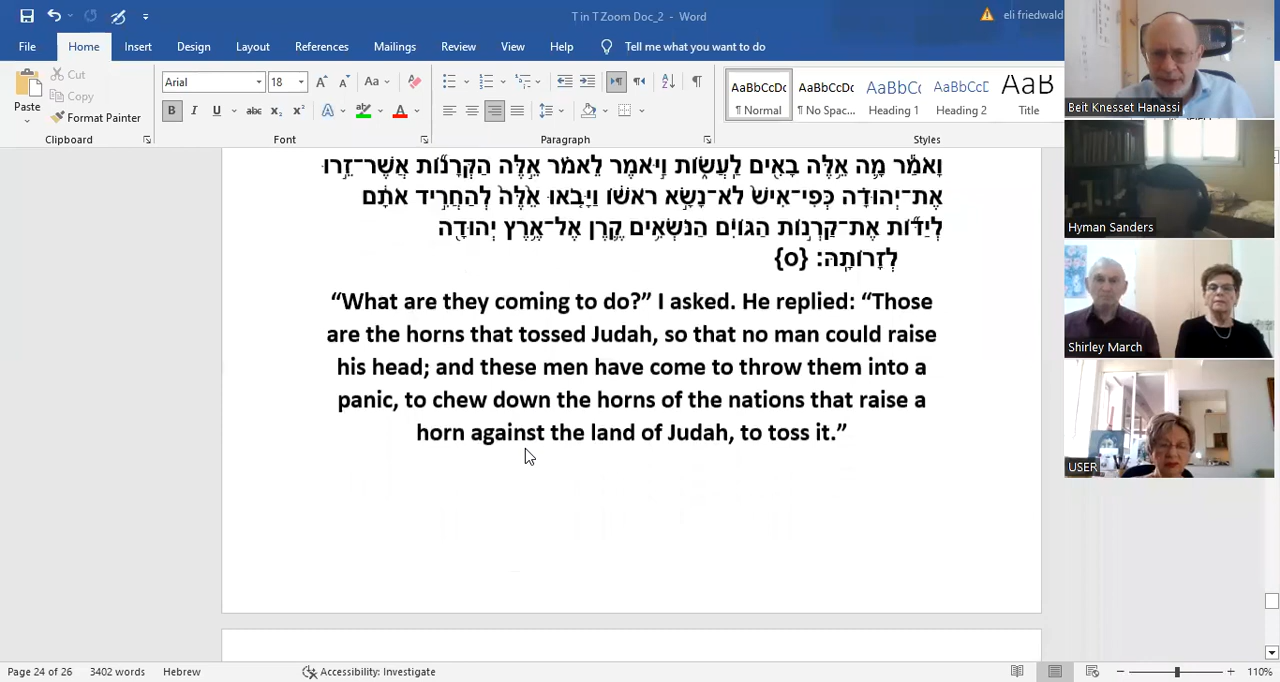 T in T Zoom Doc_2 - Word
eli friedwald
File Home Insert Design Layout References Mailings Review View Help Tell me what you want to do
Paste
Cut
Copy
Format Painter
Clipboard
Arial 18
Font
Paragraph
AaBbCcDc AaBbCcDc AaBbCc AaBbCcD AaB
¶ Normal ¶ No Spac... Heading 1 Heading 2 Title
Styles
Beit Knesset Hanassi
Hyman Sanders
Shirley March
USER
וָאֹמַ֕ר מָ֛ה אֵ֥לֶּה בָאִ֖ים לַֽעֲשׂ֑וֹת וַיֹּ֣אמֶר לֵאמֹ֗ר אֵ֣לֶּה הַקְּרָנ֞וֹת אֲשֶׁר־זֵר֣וּ
אֶת־יְהוּדָ֗ה כְּפִי־אִישׁ֙ לֹא־נָשָׂ֣א רֹאשׁ֔וֹ וַיָּבֹ֤אוּ אֵ֙לֶּה֙ לְהַחֲרִ֣יד אֹתָ֔ם
לְיַדּ֞וֹת אֶת־קַרְנ֣וֹת הַגּוֹיִ֗ם הַנֹּשְׂאִ֥ים קֶ֛רֶן אֶל־אֶ֥רֶץ יְהוּדָ֖ה
לְזָרוֹתָֽהּ׃ {ס}
“What are they coming to do?” I asked. He replied: “Those
are the horns that tossed Judah, so that no man could raise
his head; and these men have come to throw them into a
panic, to chew down the horns of the nations that raise a
horn against the land of Judah, to toss it.”
Page 24 of 26 3402 words Hebrew Accessibility: Investigate 110%